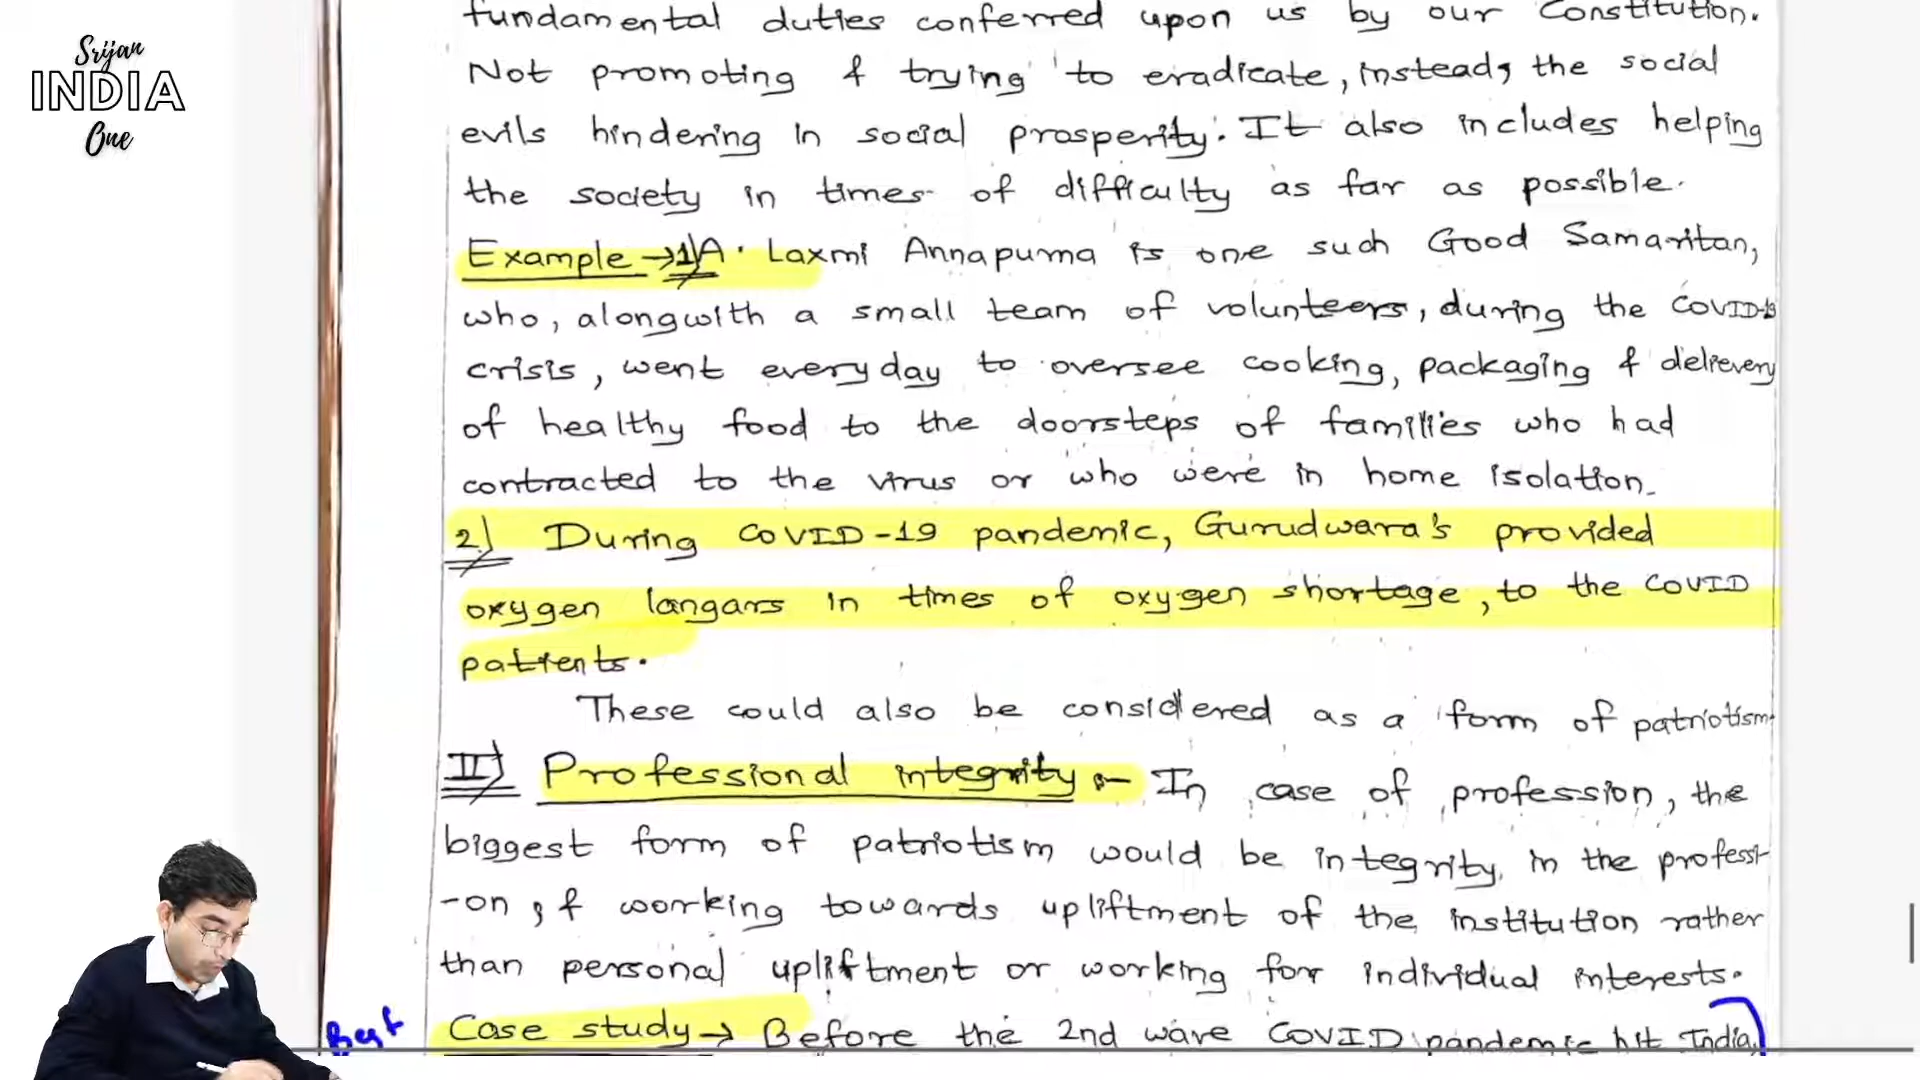 Srijan
INDIA
One
fundamental duties conferred upon us by our Constitution.
Not promoting & trying to eradicate, instead, the social
evils hindering in social prosperity. It also includes helping
the society in times of difficulty as far as possible.
Example → 1) A. Laxmi Annapurna is one such Good Samaritan,
who, alongwith a small team of volunteers, during the COVID-19
crisis, went everyday to oversee cooking, packaging & delievery
of healthy food to the doorsteps of families who had
contracted to the virus or who were in home isolation.
2) During COVID-19 pandemic, Gurudwara's provided
oxygen langars in times of oxygen shortage, to the COVID
patients.
These could also be considered as a form of patriotism.
II) Professional integrity :- In case of profession, the
biggest form of patriotism would be integrity in the professi-
-on, & working towards upliftment of the institution rather
than personal upliftment or working for individual interests.
Best
Case study → Before the 2nd wave COVID pandemic hit India,